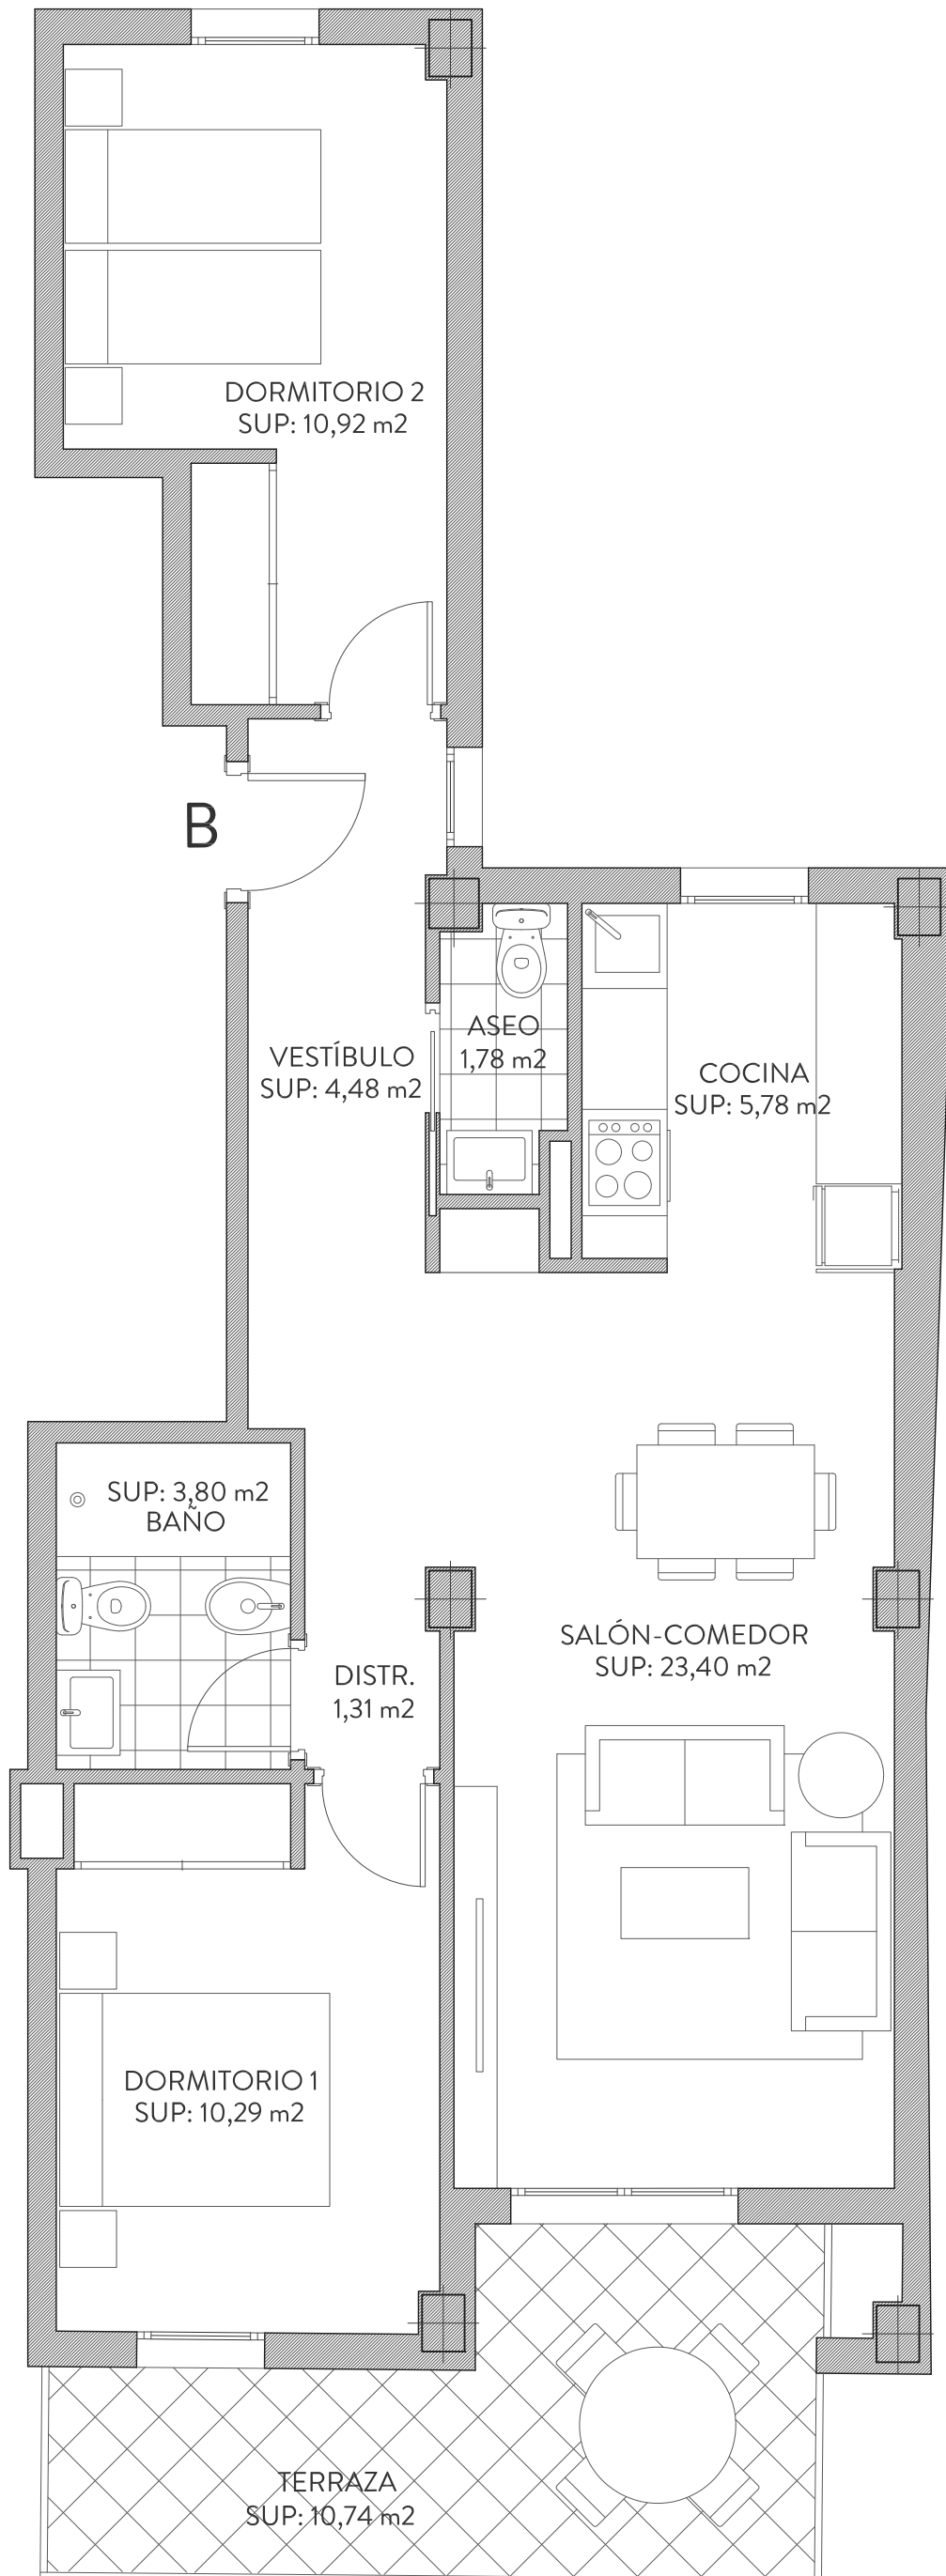 DORMITORIO 2
SUP: 10,92 m2
B
ASEO
1,78 m2
VESTÍBULO
SUP: 4,48 m2
COCINA
SUP: 5,78 m2
SUP: 3,80 m2
BAÑO
SALÓN-COMEDOR
SUP: 23,40 m2
DISTR.
1,31 m2
DORMITORIO 1
SUP: 10,29 m2
TERRAZA
SUP: 10,74 m2